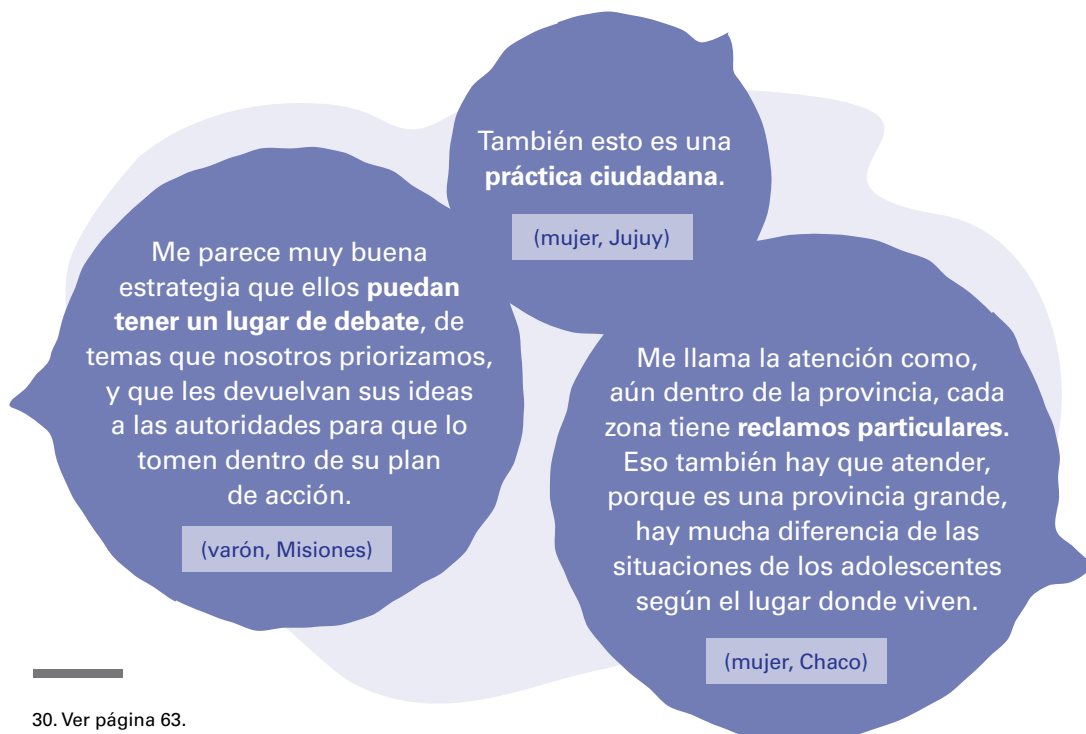 También esto es una
práctica ciudadana.
(mujer, Jujuy)
Me parece muy buena
estrategia que ellos puedan
tener un lugar de debate, de
temas que nosotros priorizamos,
y que les devuelvan sus ideas
a las autoridades para que lo
tomen dentro de su plan
de acción.
(varón, Misiones)
Me llama la atención como,
aún dentro de la provincia, cada
zona tiene reclamos particulares.
Eso también hay que atender,
porque es una provincia grande,
hay mucha diferencia de las
situaciones de los adolescentes
según el lugar donde viven.
(mujer, Chaco)
30. Ver página 63.